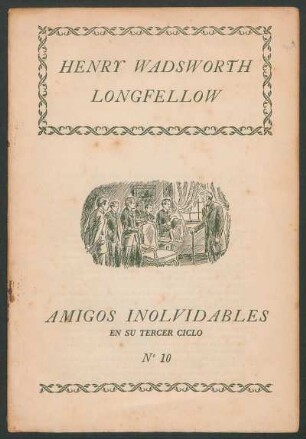 HENRY WADSWORTH
LONGFELLOW
AMIGOS INOLVIDABLES
EN SU TERCER CICLO
Nº 10